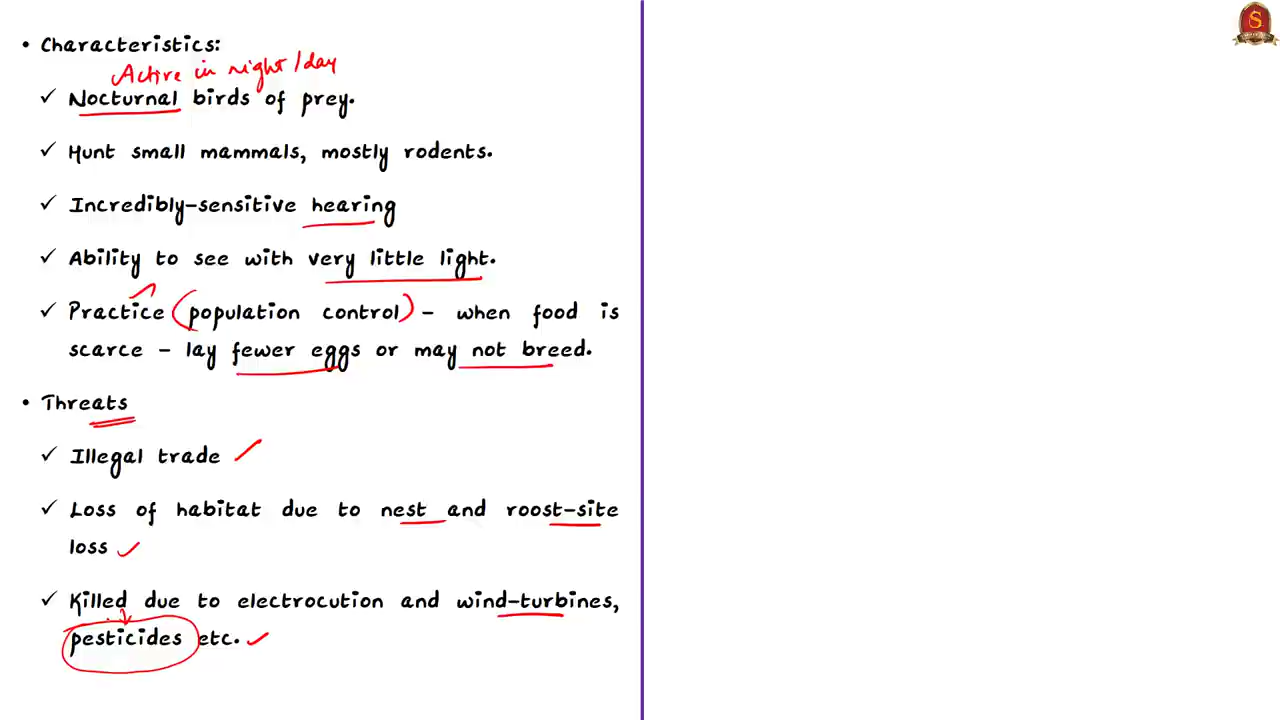 • Characteristics:
Active in night/day
✓ Nocturnal birds of prey.
✓ Hunt small mammals, mostly rodents.
✓ Incredibly-sensitive hearing
✓ Ability to see with very little light.
✓ Practice (population control) – when food is
scarce – lay fewer eggs or may not breed.
• Threats
✓ Illegal trade
✓ Loss of habitat due to nest and roost-site
loss
✓ Killed due to electrocution and wind-turbines,
pesticides etc.
S